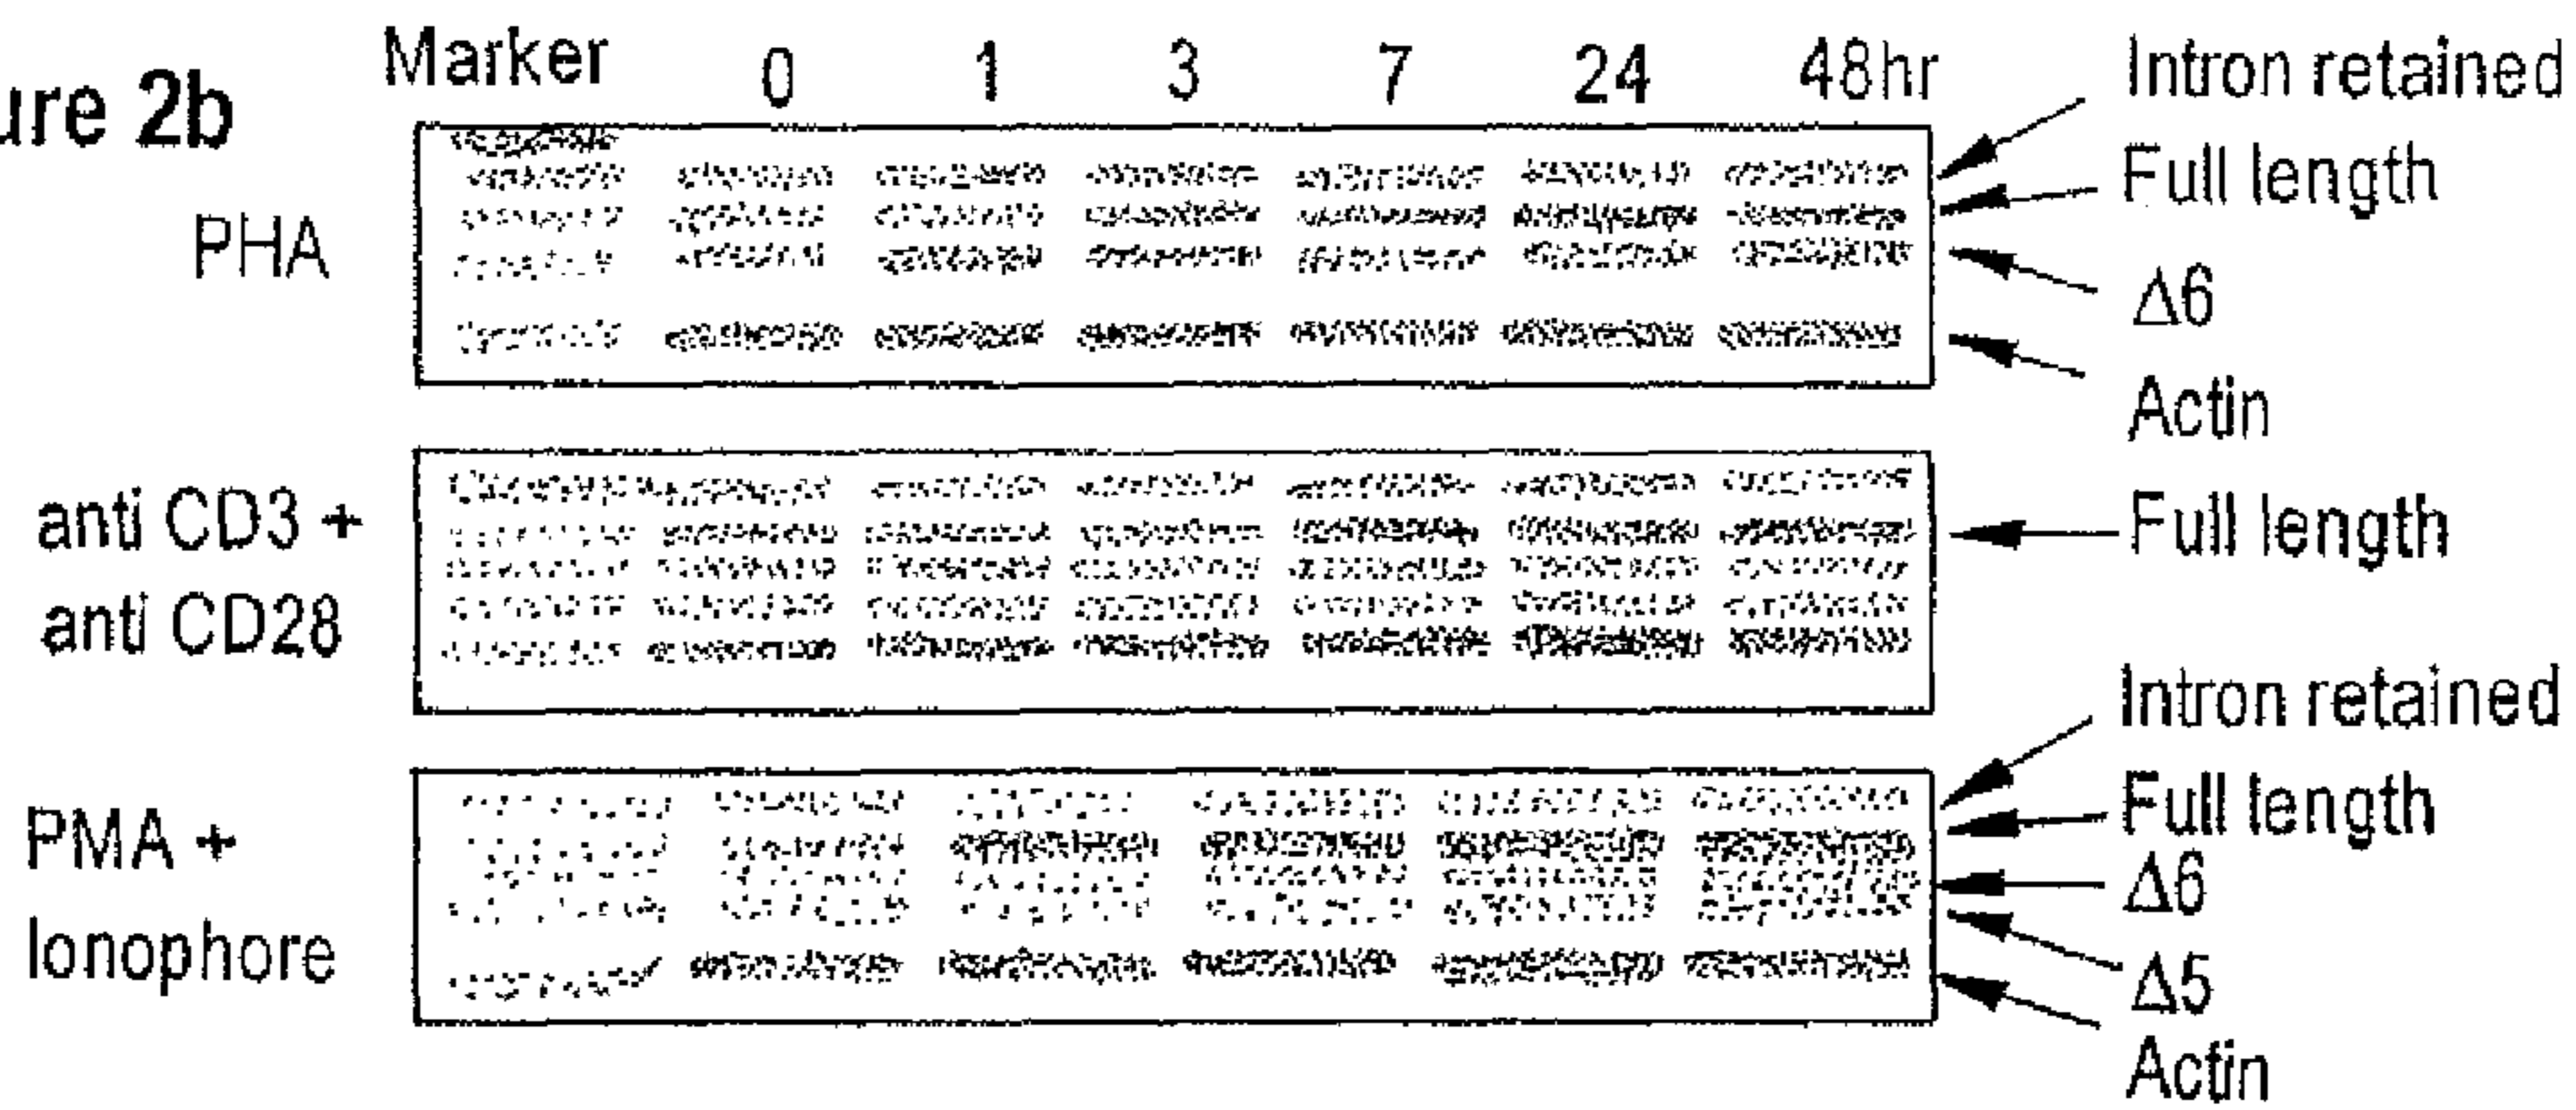 ure 2b
Marker 0 1 3 7 24 48hr
PHA
Intron retained
Full length
Δ6
Actin
anti CD3 +
anti CD28
Full length
PMA +
Ionophore
Intron retained
Full length
Δ6
Δ5
Actin